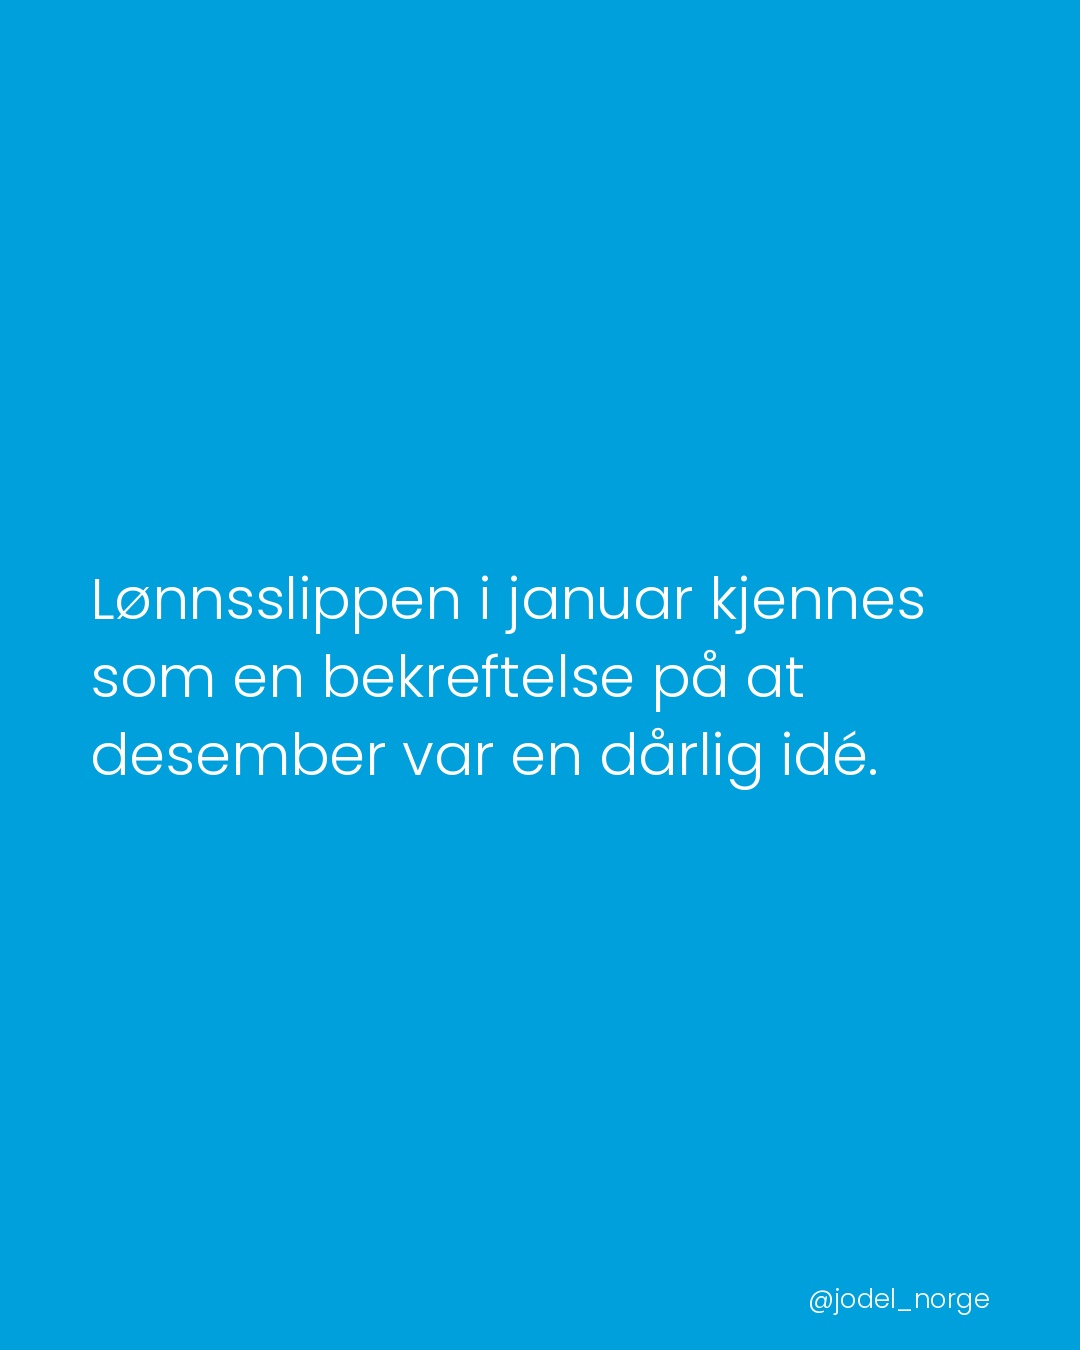 Lønnsslippen i januar kjennes
som en bekreftelse på at
desember var en dårlig idé.
@jodel_norge